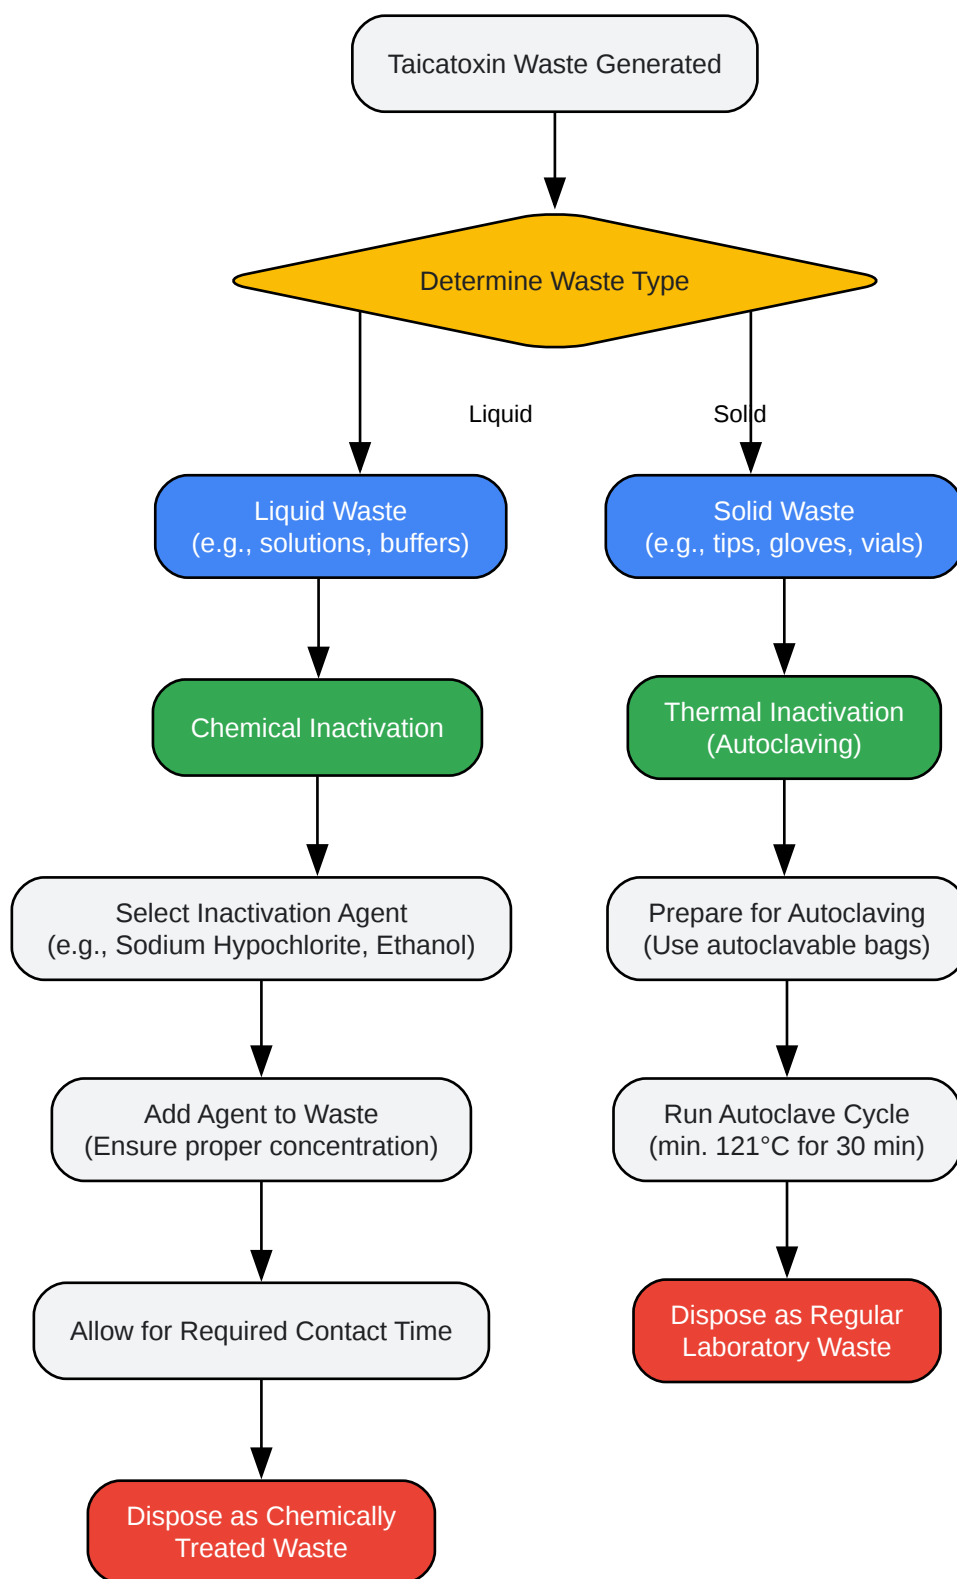 Taicatoxin Waste Generated
Determine Waste Type
Liquid
Solid
Liquid Waste
(e.g., solutions, buffers)
Solid Waste
(e.g., tips, gloves, vials)
Chemical Inactivation
Thermal Inactivation
(Autoclaving)
Select Inactivation Agent
(e.g., Sodium Hypochlorite, Ethanol)
Prepare for Autoclaving
(Use autoclavable bags)
Add Agent to Waste
(Ensure proper concentration)
Run Autoclave Cycle
(min. 121°C for 30 min)
Allow for Required Contact Time
Dispose as Regular
Laboratory Waste
Dispose as Chemically
Treated Waste